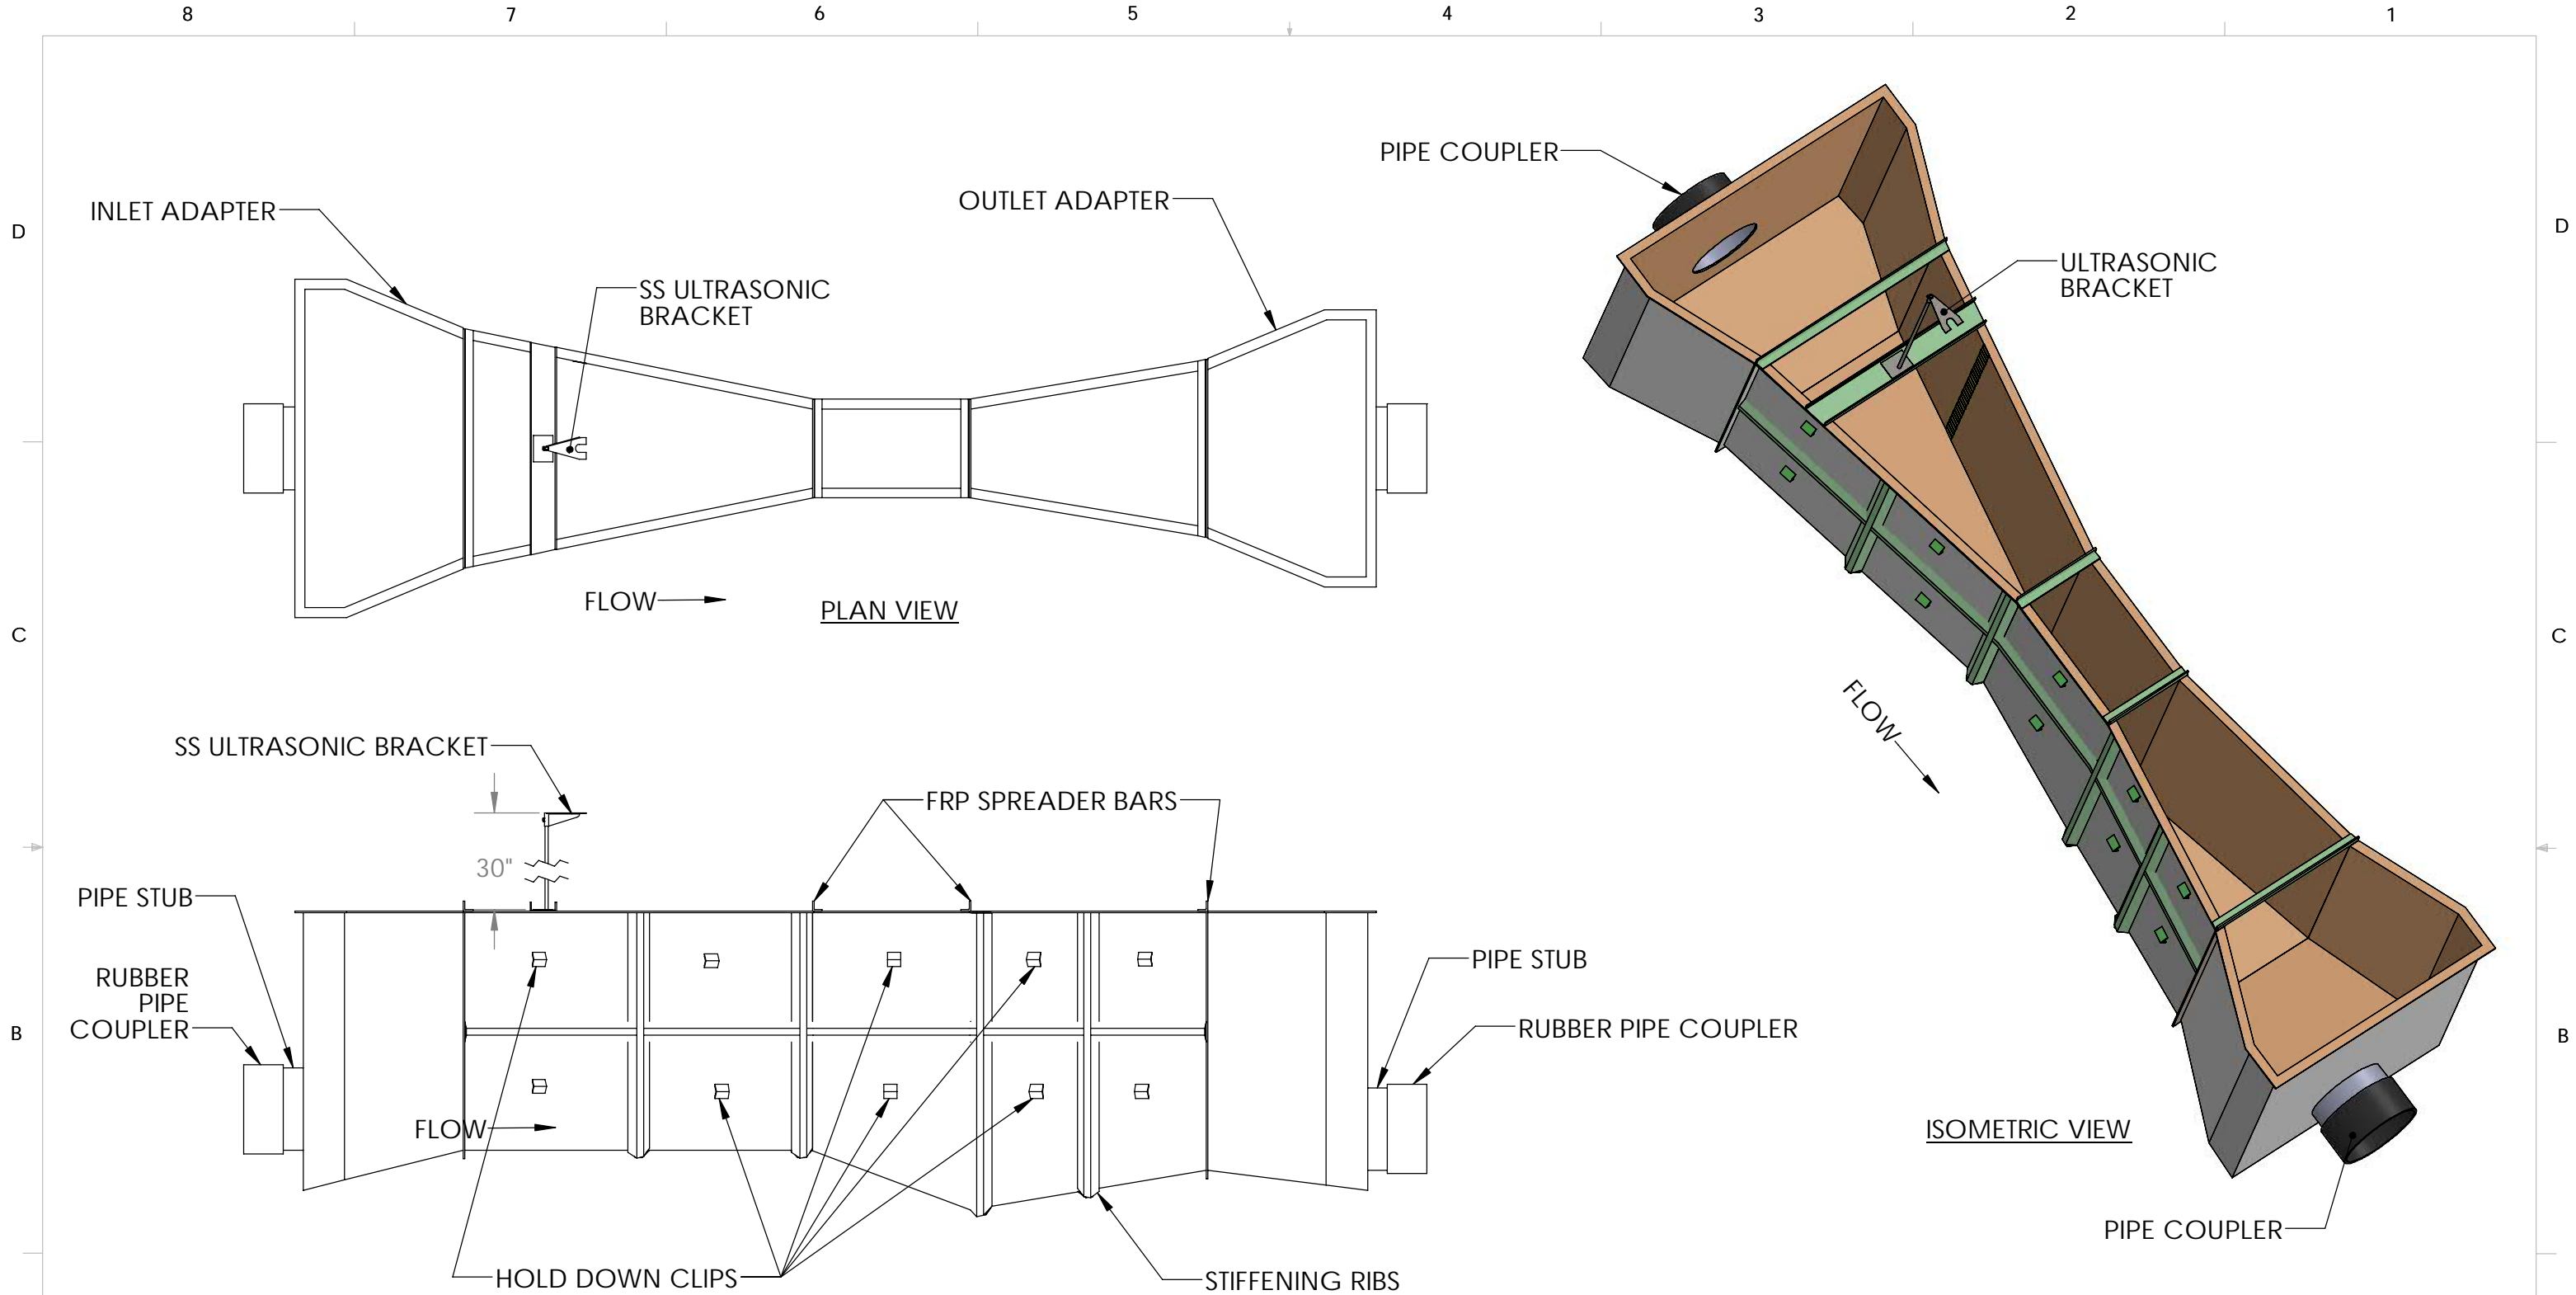 8 7 6 5 4 3 2 1
PIPE COUPLER
INLET ADAPTER
OUTLET ADAPTER
D
D
ULTRASONIC
BRACKET
SS ULTRASONIC
BRACKET
FLOW
PLAN VIEW
C
C
FLOW
SS ULTRASONIC BRACKET
FRP SPREADER BARS
30"
PIPE STUB
PIPE STUB
RUBBER
PIPE
COUPLER
RUBBER PIPE COUPLER
B
B
FLOW
ISOMETRIC VIEW
PIPE COUPLER
HOLD DOWN CLIPS
STIFFENING RIBS